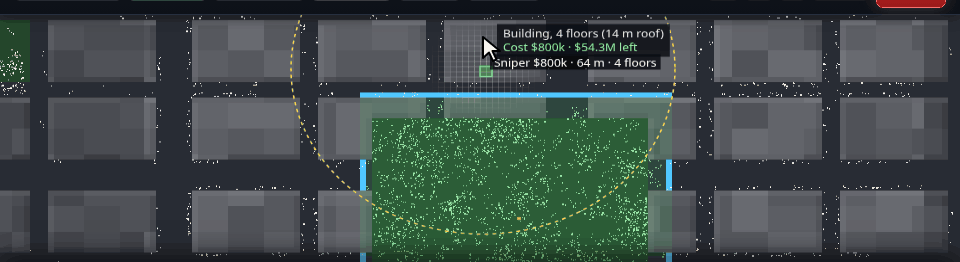 Building, 4 floors (14 m roof)
Cost $800k · $54.3M left
Sniper $800k · 64 m · 4 floors